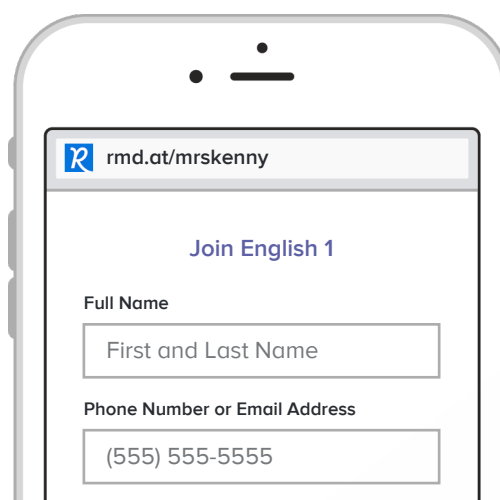 R rmd.at/mrskenny
Join English 1
Full Name
First and Last Name
Phone Number or Email Address
(555) 555-5555